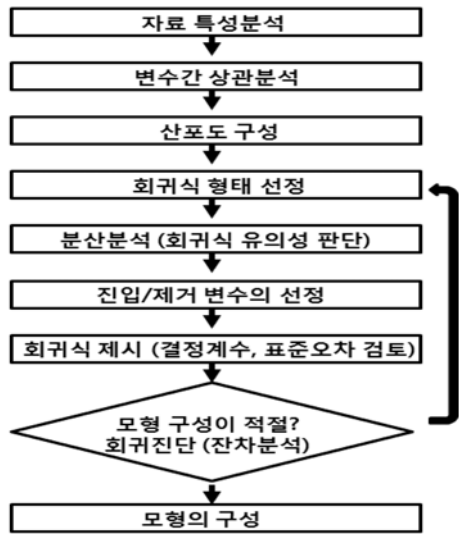 자료 특성분석
변수간 상관분석
산포도 구성
회귀식 형태 선정
분산분석 (회귀식 유의성 판단)
진입/제거 변수의 선정
회귀식 제시 (결정계수, 표준오차 검토)
모형 구성이 적절?
회귀진단 (잔차분석)
모형의 구성